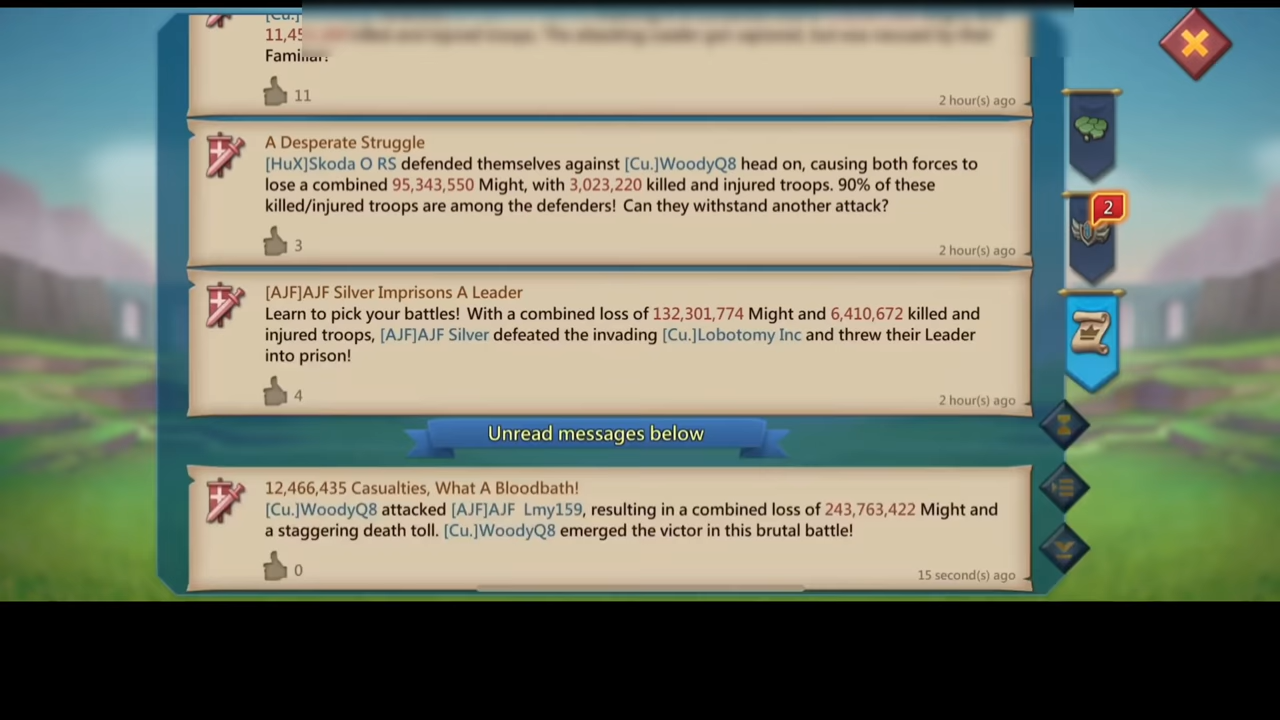 [Cu.]
11,45
Familiar!
11
2 hour(s) ago
A Desperate Struggle
[HuX]Skoda O RS defended themselves against [Cu.]WoodyQ8 head on, causing both forces to
lose a combined 95,343,550 Might, with 3,023,220 killed and injured troops. 90% of these
killed/injured troops are among the defenders! Can they withstand another attack?
3
2 hour(s) ago
2
[AJF]AJF Silver Imprisons A Leader
Learn to pick your battles! With a combined loss of 132,301,774 Might and 6,410,672 killed and
injured troops, [AJF]AJF Silver defeated the invading [Cu.]Lobotomy Inc and threw their Leader
into prison!
4
2 hour(s) ago
Unread messages below
12,466,435 Casualties, What A Bloodbath!
[Cu.]WoodyQ8 attacked [AJF]AJF Lmy159, resulting in a combined loss of 243,763,422 Might and
a staggering death toll. [Cu.]WoodyQ8 emerged the victor in this brutal battle!
0
15 second(s) ago